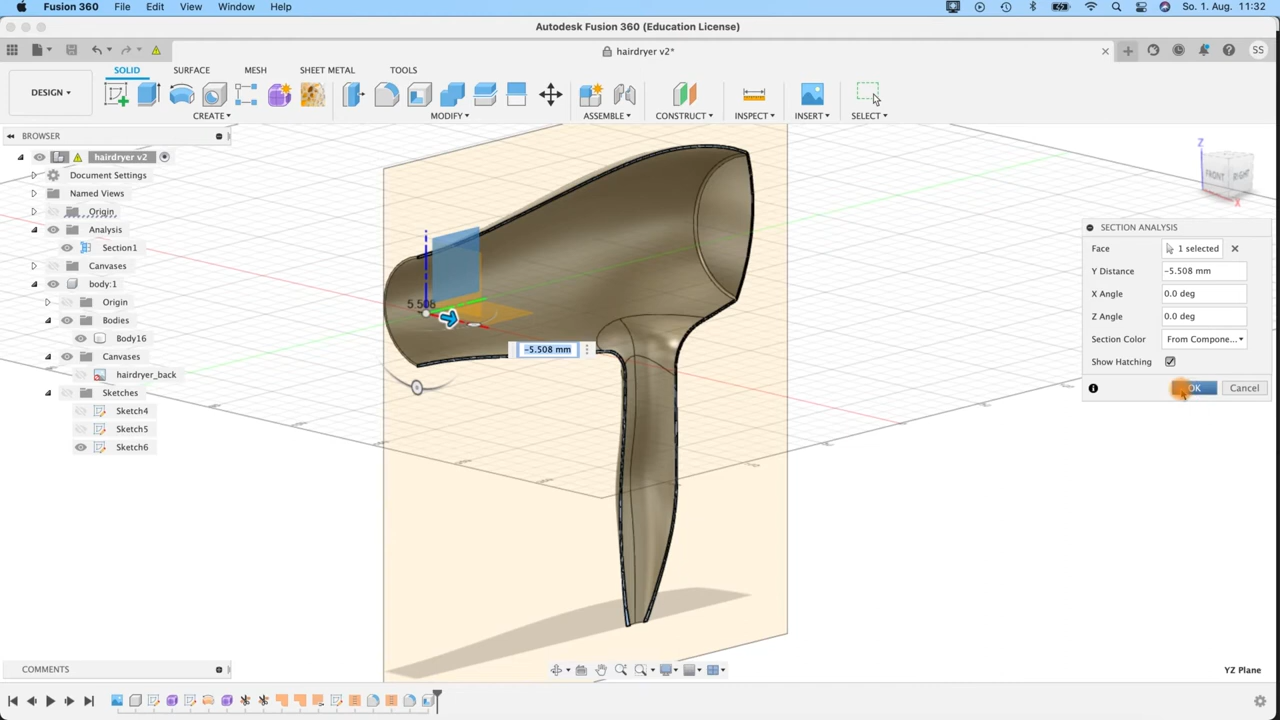 Fusion 360 File Edit View Window Help So. 1. Aug. 11:32
Autodesk Fusion 360 (Education License)
hairdryer v2*
SS
SOLID SURFACE MESH SHEET METAL TOOLS
DESIGN
CREATE MODIFY ASSEMBLE CONSTRUCT INSPECT INSERT SELECT
BROWSER
hairdryer v2
Document Settings
Named Views
Origin
Analysis
Section1
Canvases
body:1
Origin
Bodies
Body16
Canvases
hairdryer_back
Sketches
Sketch4
Sketch5
Sketch6
5.508
-5.508 mm
Z
FRONT
RIGHT
X
SECTION ANALYSIS
Face 1 selected
Y Distance -5.508 mm
X Angle 0.0 deg
Z Angle 0.0 deg
Section Color From Compone...
Show Hatching
OK Cancel
COMMENTS
YZ Plane